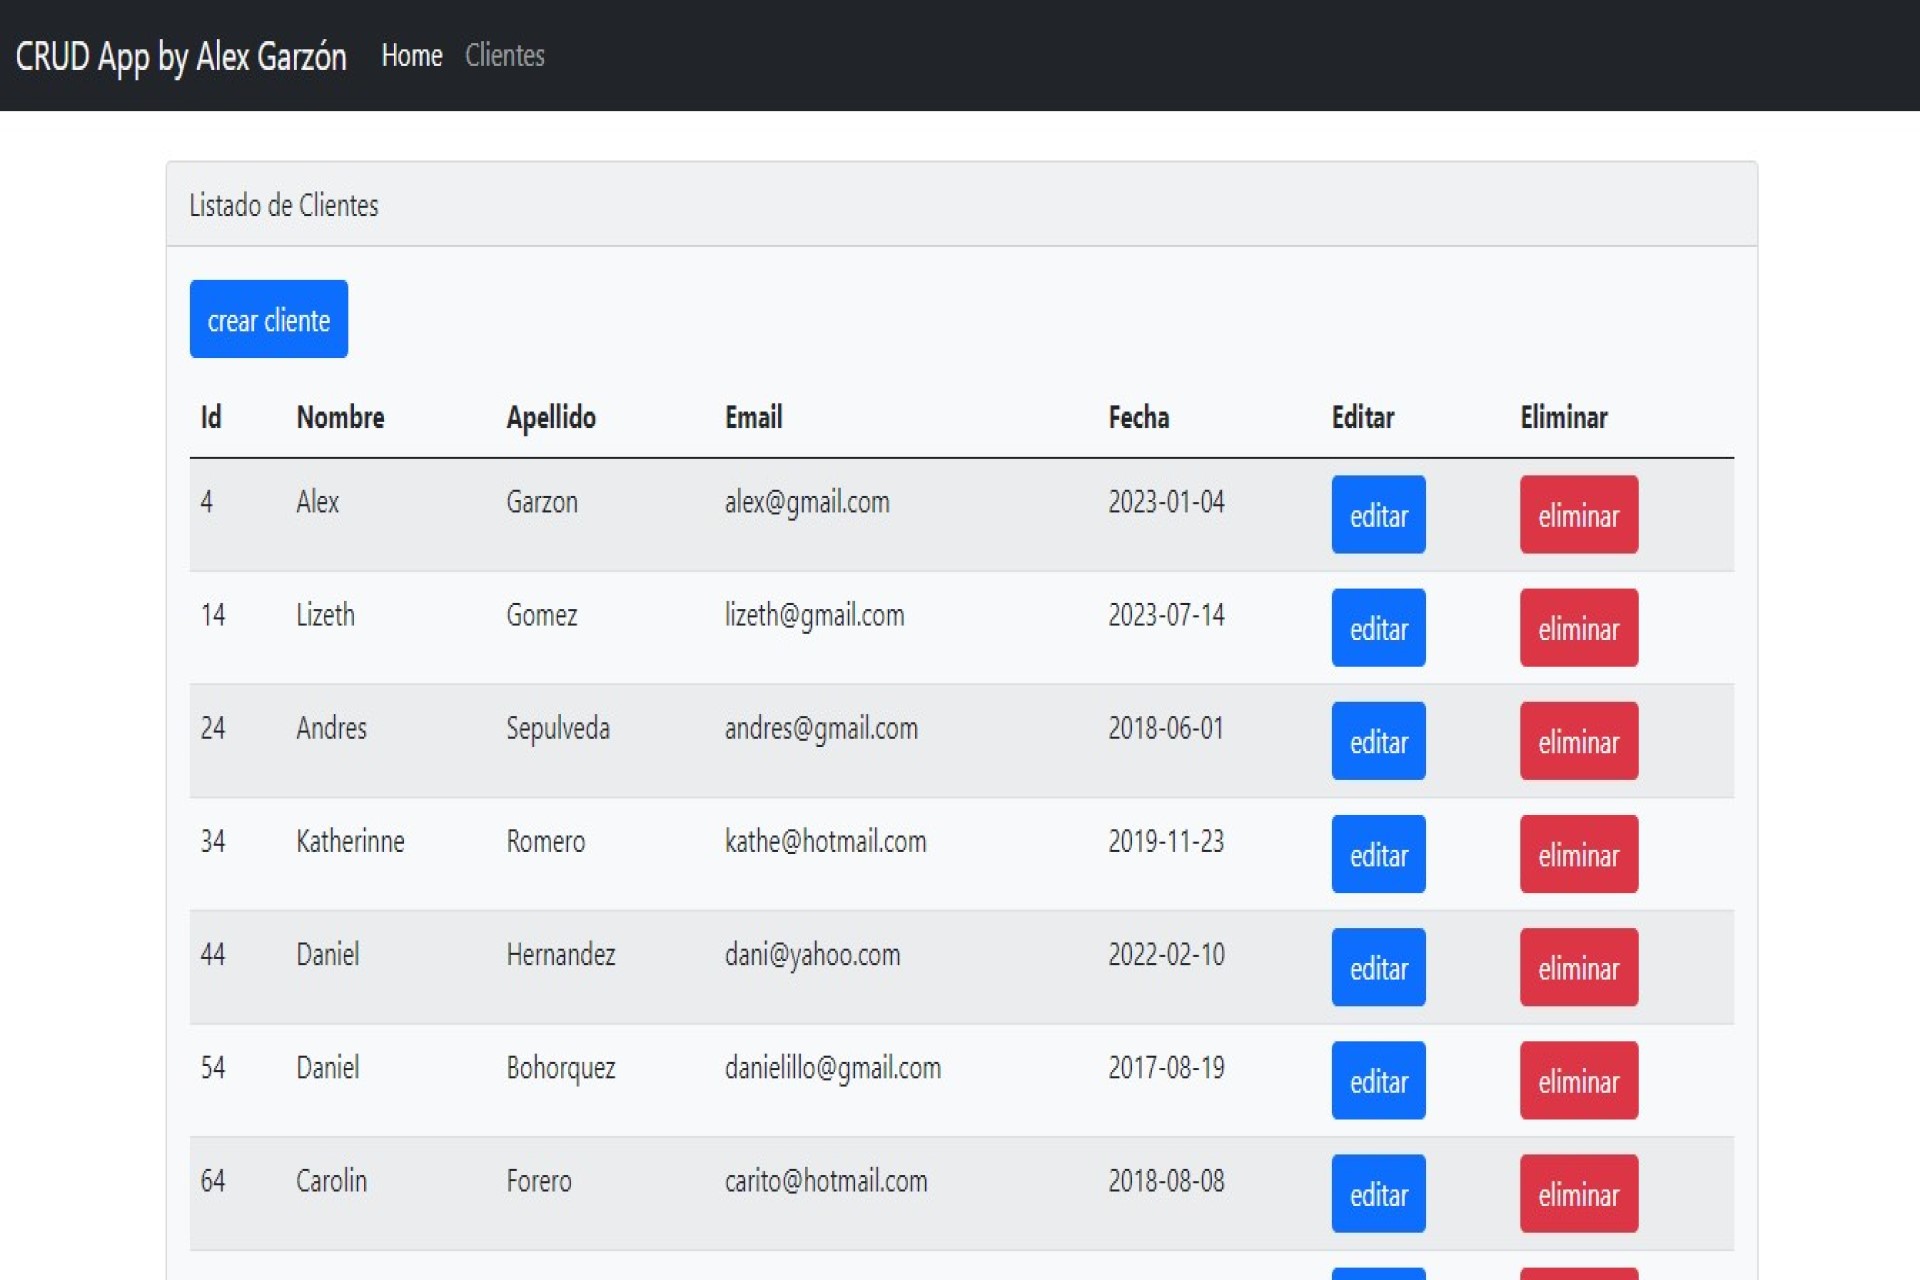 CRUD App by Alex Garzón Home Clientes
Listado de Clientes
crear cliente
Id Nombre Apellido Email Fecha Editar Eliminar
4 Alex Garzon alex@gmail.com 2023-01-04 editar eliminar
14 Lizeth Gomez lizeth@gmail.com 2023-07-14 editar eliminar
24 Andres Sepulveda andres@gmail.com 2018-06-01 editar eliminar
34 Katherinne Romero kathe@hotmail.com 2019-11-23 editar eliminar
44 Daniel Hernandez dani@yahoo.com 2022-02-10 editar eliminar
54 Daniel Bohorquez danielillo@gmail.com 2017-08-19 editar eliminar
64 Carolin Forero carito@hotmail.com 2018-08-08 editar eliminar